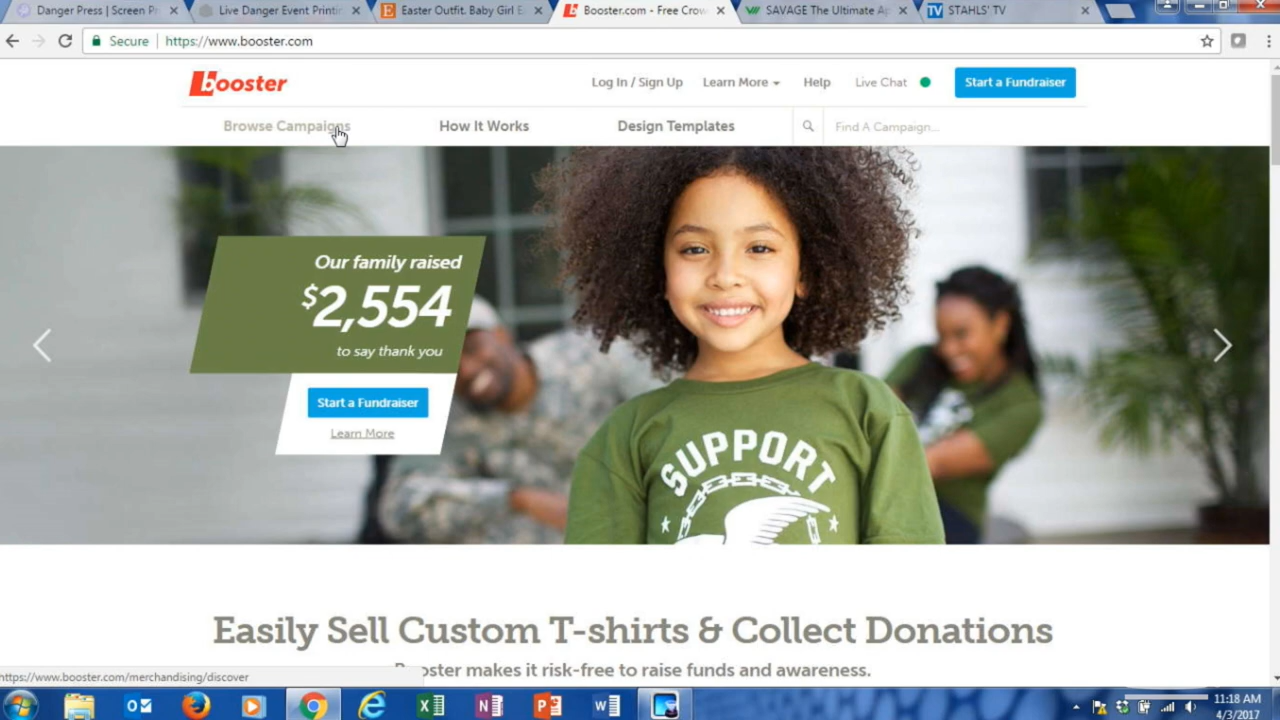 Danger Press | Screen Pr
Live Danger Event Printin
Easter Outfit. Baby Girl E
Booster.com - Free Crow
SAVAGE The Ultimate Ap
STAHLS' TV
Secure
https://www.booster.com
booster
Log In / Sign Up
Learn More
Help
Live Chat
Start a Fundraiser
Browse Campaigns
How It Works
Design Templates
Find A Campaign...
Our family raised
$2,554
to say thank you
Start a Fundraiser
Learn More
SUPPORT
Easily Sell Custom T-shirts & Collect Donations
Booster makes it risk-free to raise funds and awareness.
https://www.booster.com/merchandising/discover
11:18 AM
4/3/2017